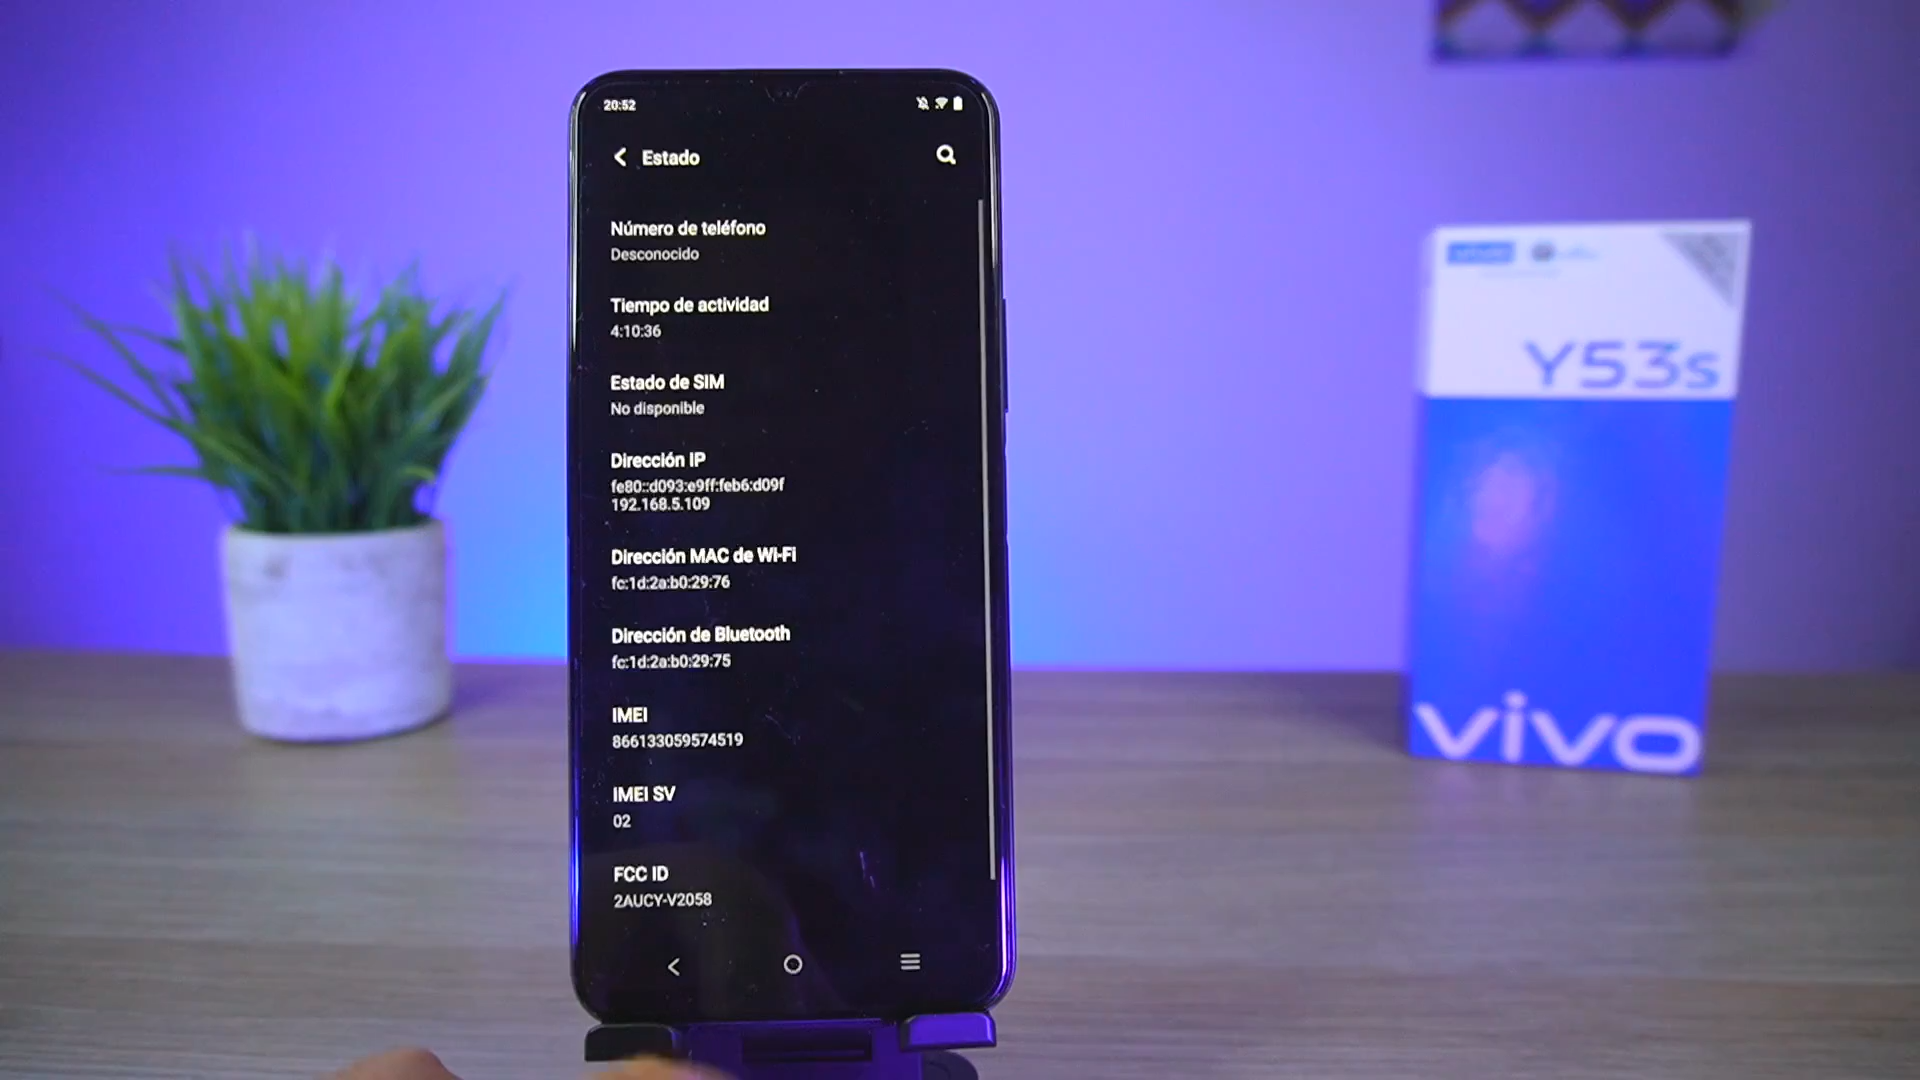 20:52
Estado
Número de teléfono
Desconocido
Tiempo de actividad
4:10:36
Estado de SIM
No disponible
Dirección IP
fe80::d093:e9ff:feb6:d09f
192.168.5.109
Dirección MAC de Wi-Fi
fc:1d:2a:b0:29:76
Dirección de Bluetooth
fc:1d:2a:b0:29:75
IMEI
866133059574519
IMEI SV
02
FCC ID
2AUCY-V2058
Y53s
vivo